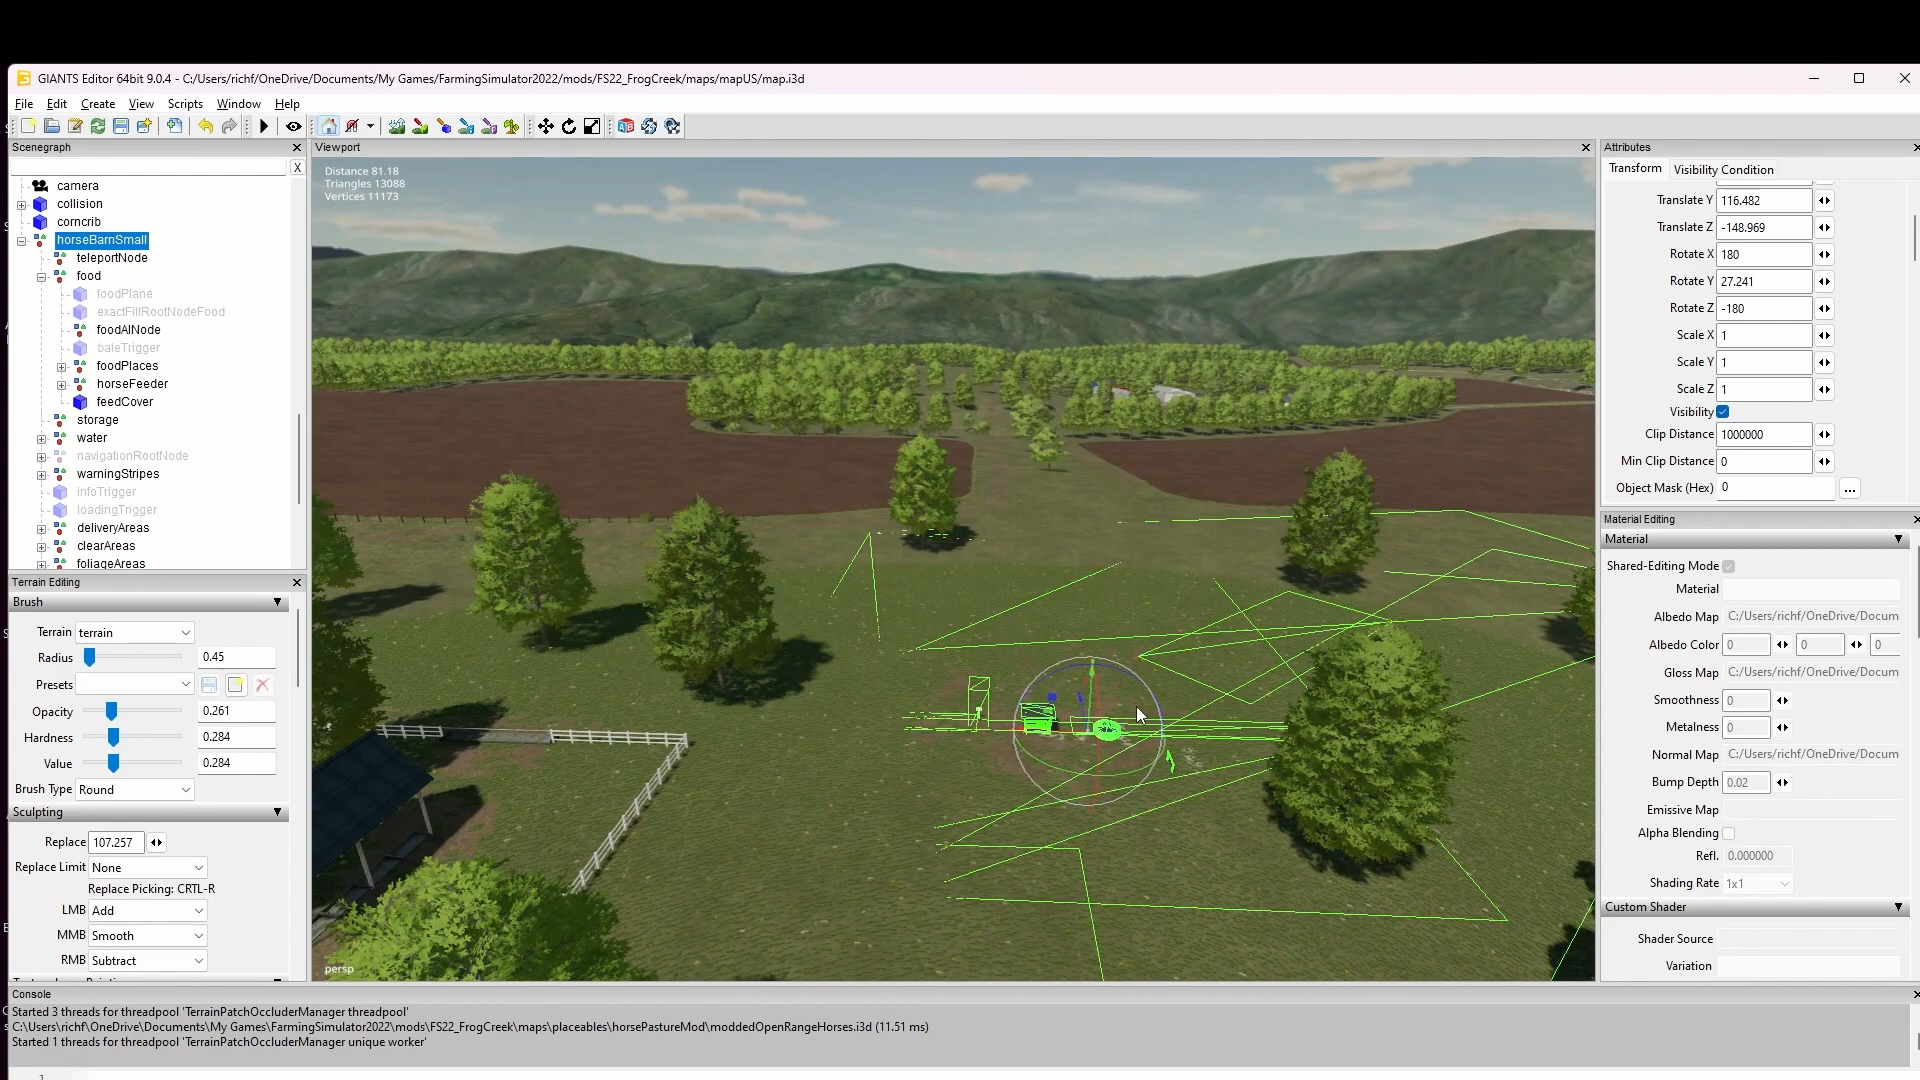 GIANTS Editor 64bit 9.0.4 - C:/Users/richf/OneDrive/Documents/My Games/FarmingSimulator2022/mods/FS22_FrogCreek/maps/mapUS/map.i3d
File Edit Create View Scripts Window Help
Scenegraph
X
camera
collision
corncrib
horseBarnSmall
teleportNode
food
foodPlane
exactFillRootNodeFood
foodAINode
baleTrigger
foodPlaces
horseFeeder
feedCover
storage
water
navigationRootNode
warningStripes
infoTrigger
loadingTrigger
deliveryAreas
clearAreas
foliageAreas
Terrain Editing
Brush
Terrain terrain
Radius 0.45
Presets
Opacity 0.261
Hardness 0.284
Value 0.284
Brush Type Round
Sculpting
Replace 107.257
Replace Limit None
Replace Picking: CRTL-R
LMB Add
MMB Smooth
RMB Subtract
Viewport
Distance 81.18
Triangles 13088
Vertices 11173
persp
Attributes
Transform Visibility Condition
Translate Y 116.482
Translate Z -148.969
Rotate X 180
Rotate Y 27.241
Rotate Z -180
Scale X 1
Scale Y 1
Scale Z 1
Visibility
Clip Distance 1000000
Min Clip Distance 0
Object Mask (Hex) 0 ...
Material Editing
Material
Shared-Editing Mode
Material
Albedo Map C:/Users/richf/OneDrive/Docum
Albedo Color 0 0 0
Gloss Map C:/Users/richf/OneDrive/Docum
Smoothness 0
Metalness 0
Normal Map C:/Users/richf/OneDrive/Docum
Bump Depth 0.02
Emissive Map
Alpha Blending
Refl. 0.000000
Shading Rate 1x1
Custom Shader
Shader Source
Variation
Console
Started 3 threads for threadpool 'TerrainPatchOccluderManager threadpool'
C:\Users\richf\OneDrive\Documents\My Games\FarmingSimulator2022\mods\FS22_FrogCreek\maps\placeables\horsePastureMod\moddedOpenRangeHorses.i3d (11.51 ms)
Started 1 threads for threadpool 'TerrainPatchOccluderManager unique worker'
1